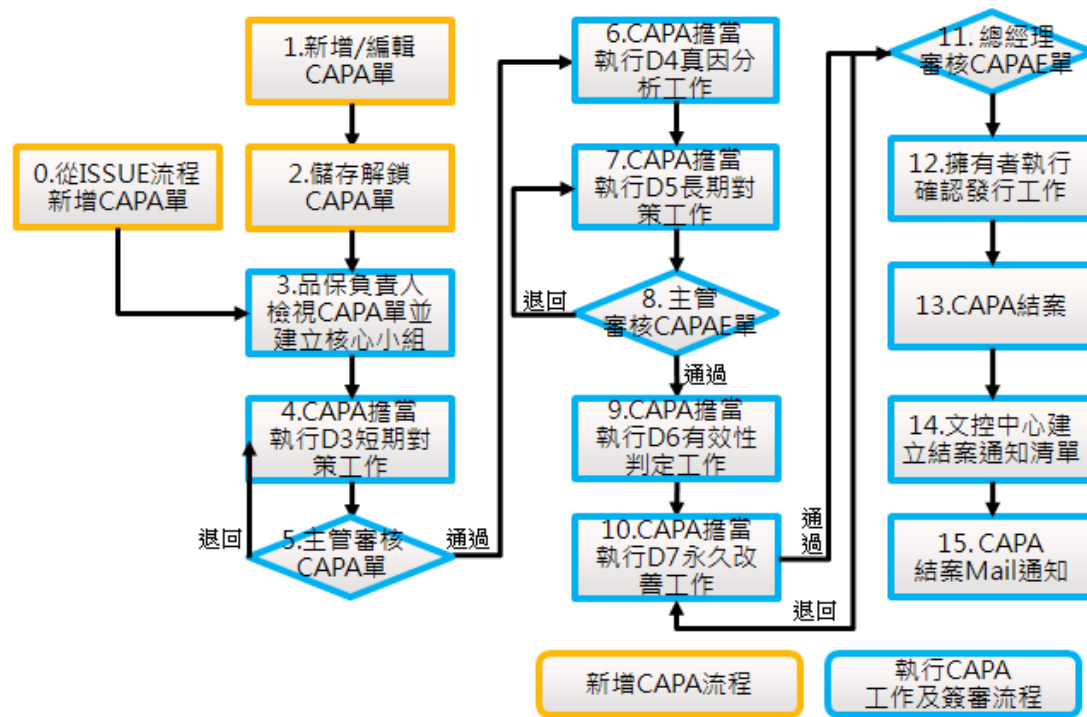 1.新增/編輯
CAPA單
0.從ISSUE流程
新增CAPA單
2.儲存解鎖
CAPA單
3.品保負責人
檢視CAPA單並
建立核心小組
4.CAPA擔當
執行D3短期對
策工作
退回
5.主管審核
CAPA單
通過
6.CAPA擔當
執行D4真因分
析工作
7.CAPA擔當
執行D5長期對
策工作
退回
8. 主管
審核CAPAE單
通過
9.CAPA擔當
執行D6有效性
判定工作
10.CAPA擔當
執行D7永久改
善工作
通
過
退回
11. 總經理
審核CAPAE單
12.擁有者執行
確認發行工作
13.CAPA結案
14.文控中心建
立結案通知清單
15. CAPA
結案Mail通知
新增CAPA流程
執行CAPA
工作及簽審流程